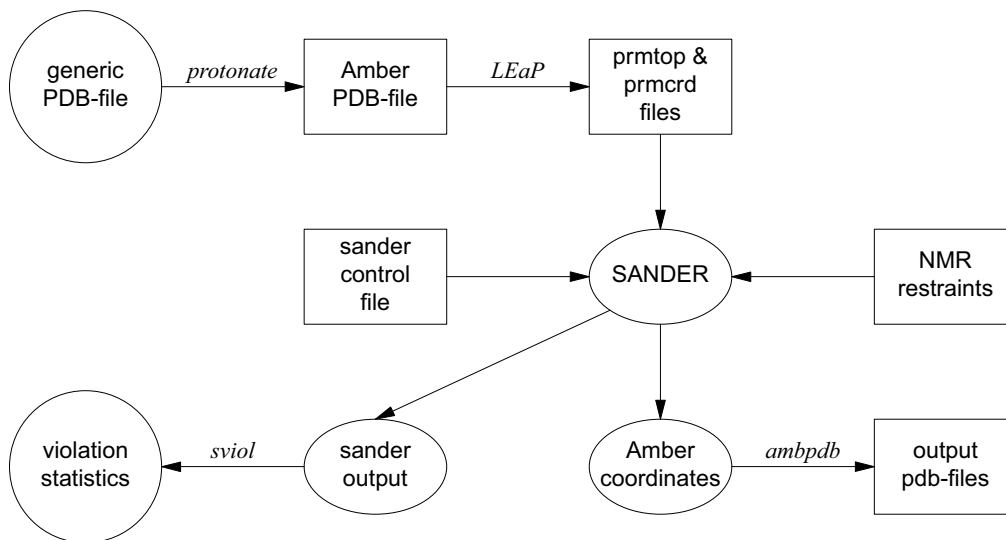 generic
PDB-file
protonate
Amber
PDB-file
LEaP
prmtop &
prmcrd
files
sander
control
file
SANDER
NMR
restraints
violation
statistics
sviol
sander
output
Amber
coordinates
ambpdb
output
pdb-files